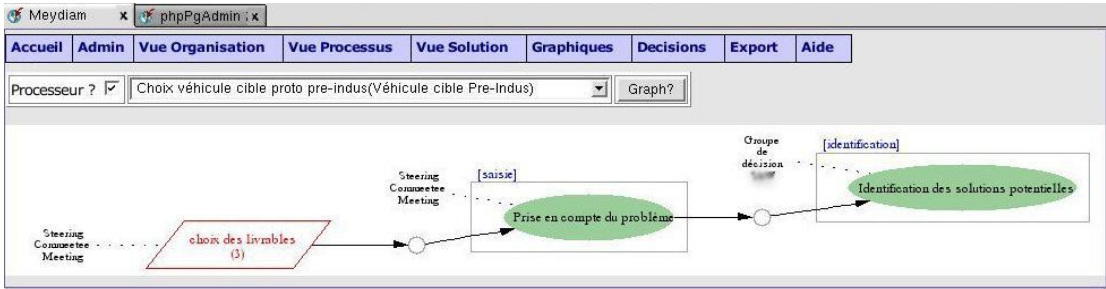 Meydiam x phpPgAdmin : x
Accueil Admin Vue Organisation Vue Processus Vue Solution Graphiques Decisions Export Aide
Processeur ? Choix véhicule cible proto pre-indus(Véhicule cible Pre-Indus) Graph?
Groupe
de
décision
[identification]
Identification des solutions potentielles
Steering
Commeetee
Meeting
[saisie]
Prise en compte du problème
Steering
Commeetee
Meeting
choix des livrables
(3)